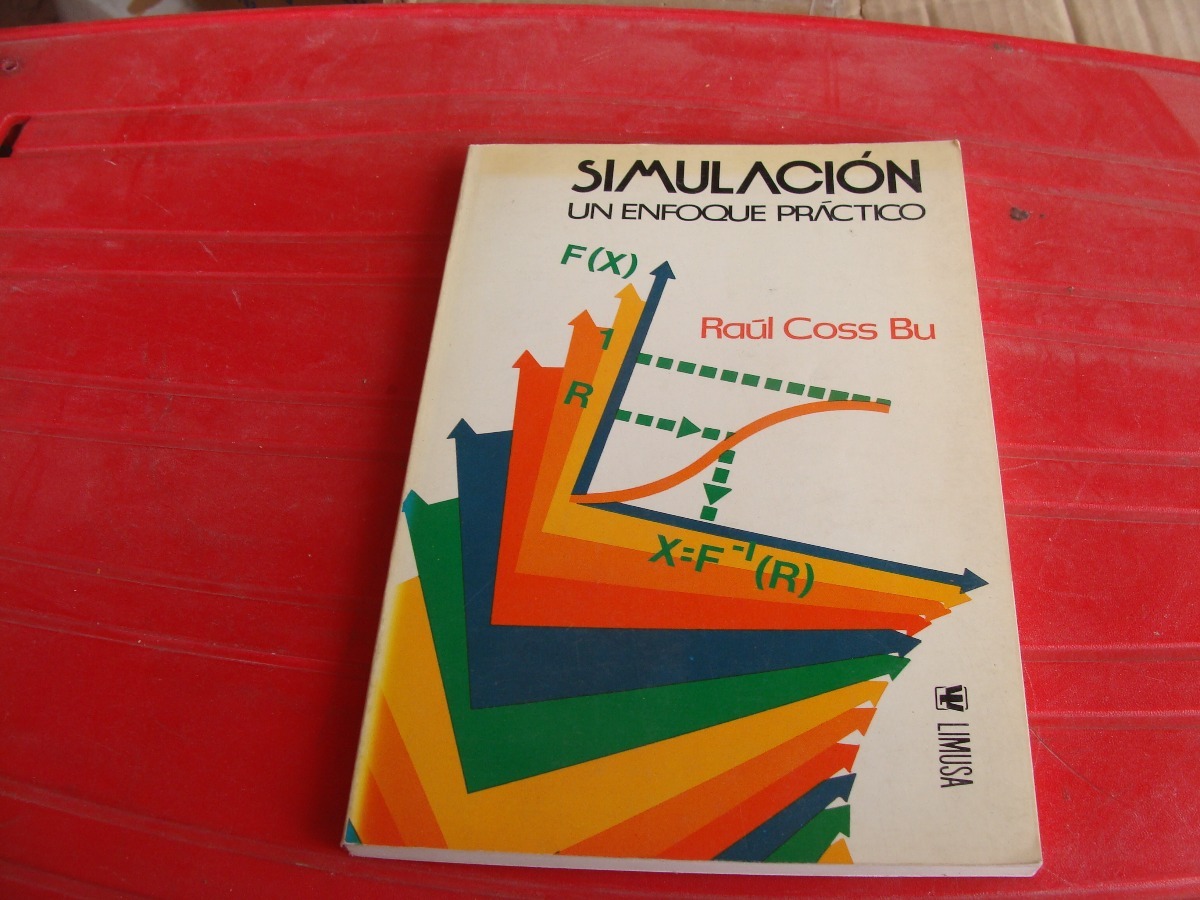 SIMULACIÓN
UN ENFOQUE PRÁCTICO
F(X)
Raúl Coss Bu
1
R
X=F⁻¹(R)
LIMUSA